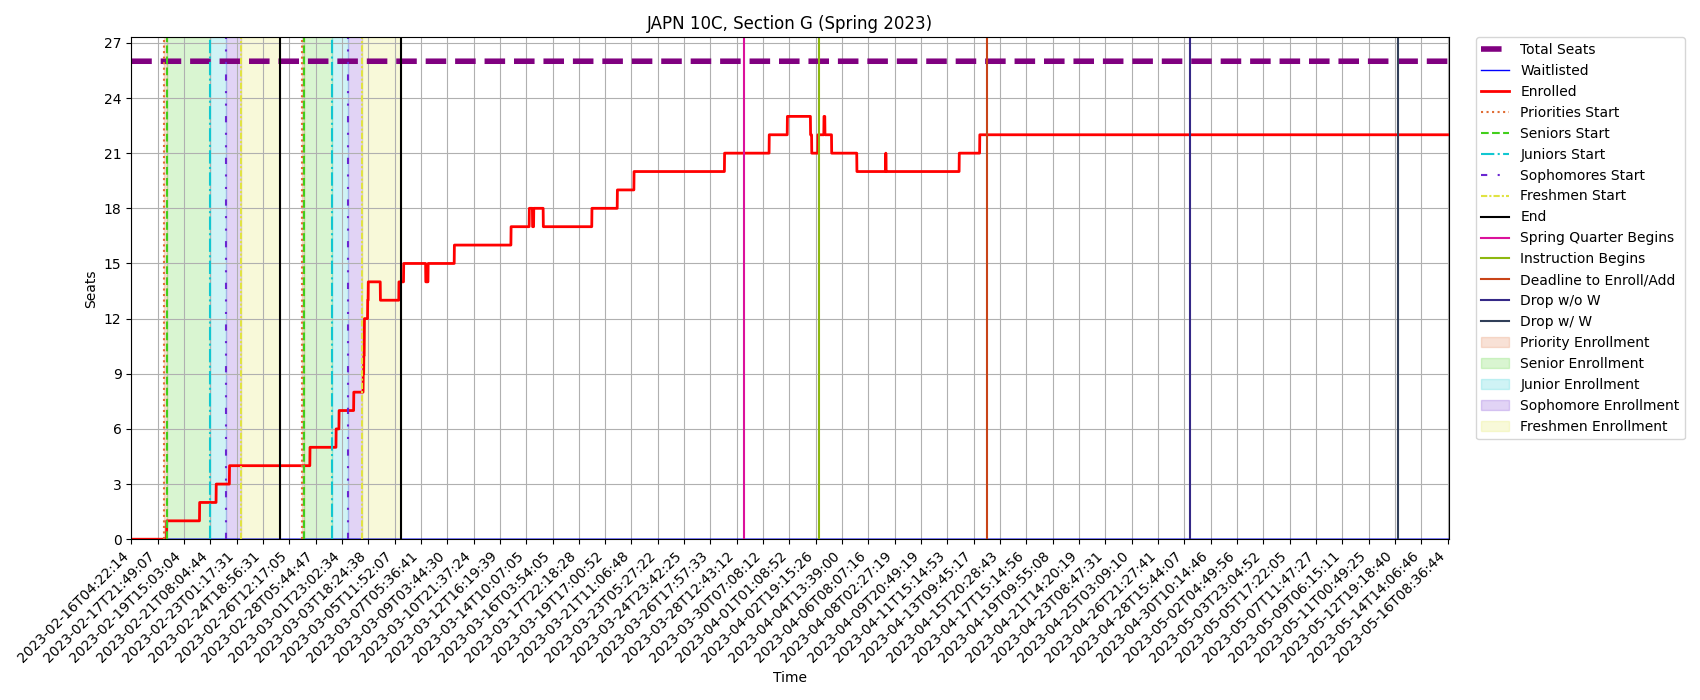 JAPN 10C, Section G (Spring 2023)
27
24
21
18
15
12
9
6
3
0
Seats
2023-02-16T04:22:14
2023-02-17T21:49:07
2023-02-19T15:03:04
2023-02-21T08:04:44
2023-02-23T01:17:31
2023-02-24T18:56:31
2023-02-26T12:17:05
2023-02-28T05:44:47
2023-03-01T23:02:34
2023-03-03T18:24:38
2023-03-05T11:52:07
2023-03-07T05:36:41
2023-03-09T03:44:30
2023-03-10T21:37:24
2023-03-12T16:19:39
2023-03-14T10:07:05
2023-03-16T03:54:05
2023-03-17T22:18:28
2023-03-19T17:00:52
2023-03-21T11:06:48
2023-03-23T05:27:22
2023-03-24T23:42:25
2023-03-26T17:57:33
2023-03-28T12:43:12
2023-03-30T07:08:12
2023-04-01T01:08:52
2023-04-02T19:15:26
2023-04-04T13:39:00
2023-04-06T08:07:16
2023-04-08T02:27:19
2023-04-09T20:49:19
2023-04-11T15:14:53
2023-04-13T09:45:17
2023-04-15T20:28:43
2023-04-17T15:14:56
2023-04-19T09:55:08
2023-04-21T14:20:19
2023-04-23T08:47:31
2023-04-25T03:09:10
2023-04-26T21:27:41
2023-04-28T15:44:07
2023-04-30T10:14:46
2023-05-02T04:49:56
2023-05-03T23:04:52
2023-05-05T17:22:05
2023-05-07T11:47:27
2023-05-09T06:15:11
2023-05-11T00:49:25
2023-05-12T19:18:40
2023-05-14T14:06:46
2023-05-16T08:36:44
Time
Total Seats
Waitlisted
Enrolled
Priorities Start
Seniors Start
Juniors Start
Sophomores Start
Freshmen Start
End
Spring Quarter Begins
Instruction Begins
Deadline to Enroll/Add
Drop w/o W
Drop w/ W
Priority Enrollment
Senior Enrollment
Junior Enrollment
Sophomore Enrollment
Freshmen Enrollment